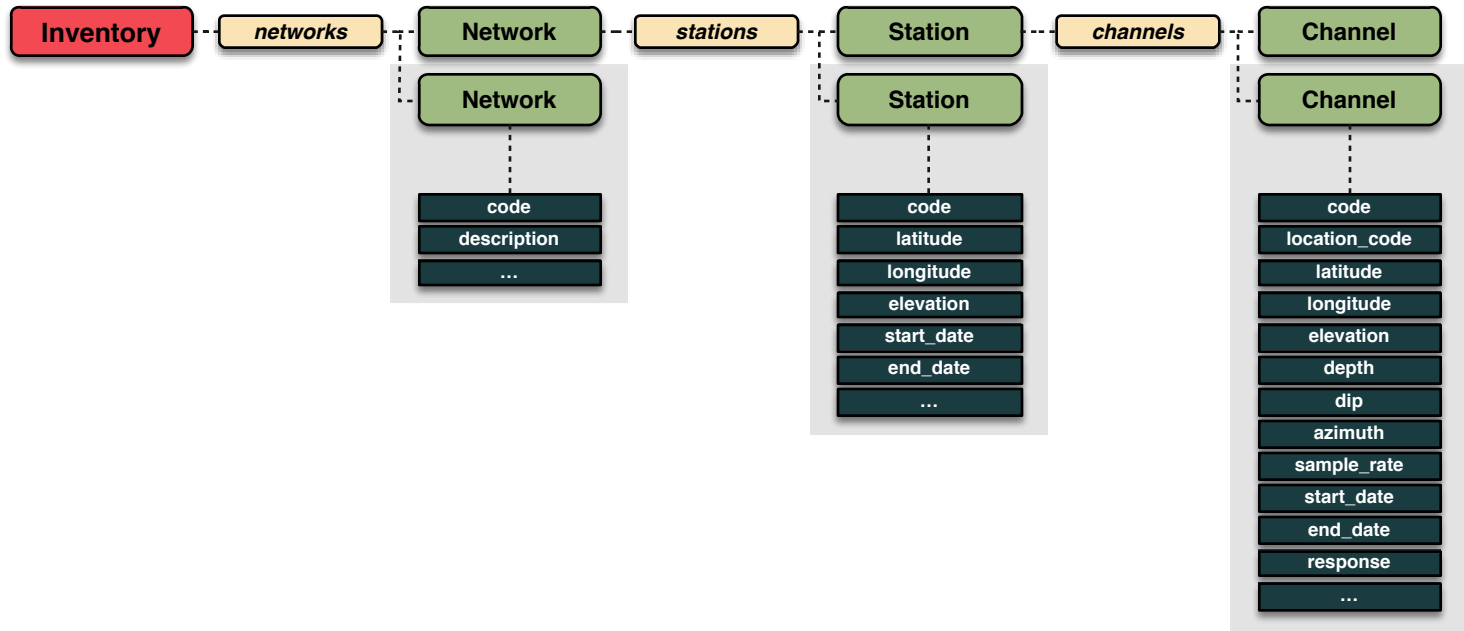 Inventory
networks
Network
stations
Station
channels
Channel
Network
Station
Channel
code
description
...
code
latitude
longitude
elevation
start_date
end_date
...
code
location_code
latitude
longitude
elevation
depth
dip
azimuth
sample_rate
start_date
end_date
response
...